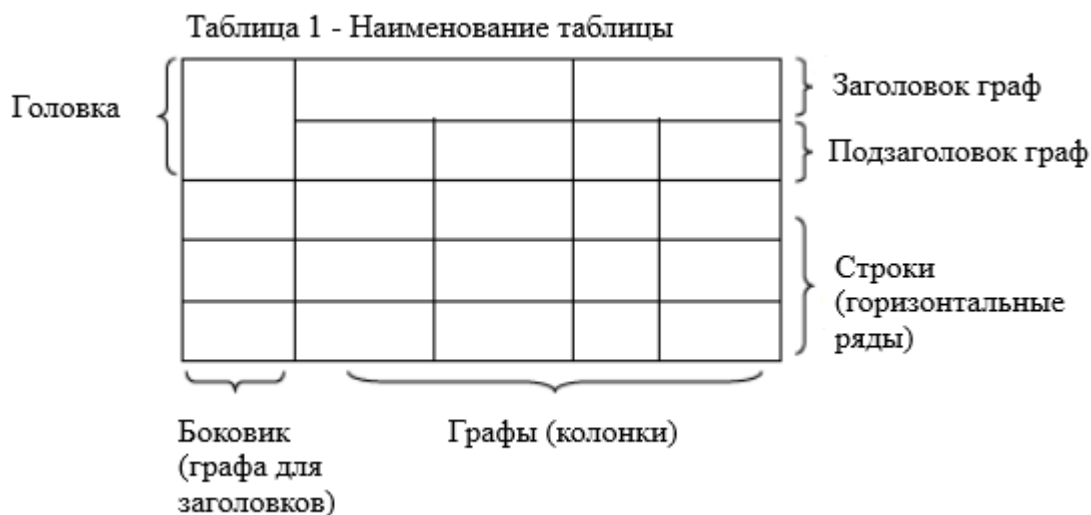 Таблица 1 - Наименование таблицы
Головка
Заголовок граф
Подзаголовок граф
Строки
(горизонтальные
ряды)
Боковик
(графа для
заголовков)
Графы (колонки)